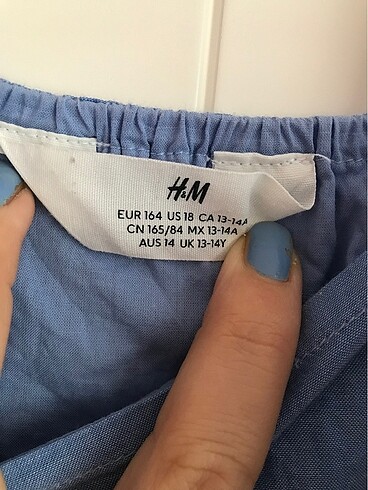 H&M
EUR 164 US 18 CA 13-14A
CN 165/84 MX 13-14A
AUS 14 UK 13-14Y